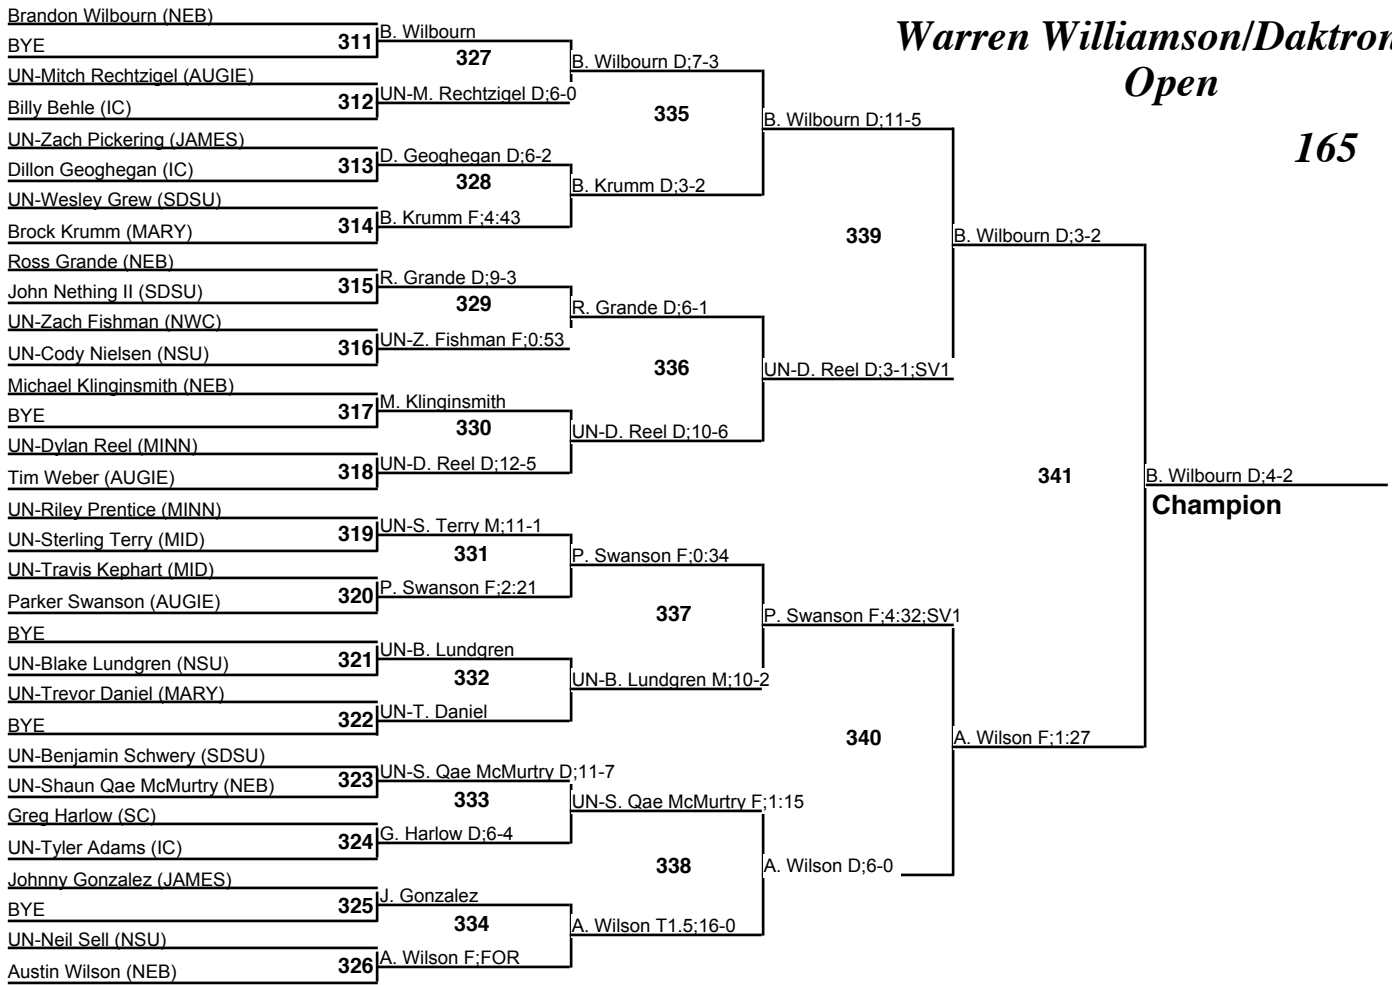 Warren Williamson/Daktron
Open
165
Brandon Wilbourn (NEB)
BYE
UN-Mitch Rechtzigel (AUGIE)
Billy Behle (IC)
UN-Zach Pickering (JAMES)
Dillon Geoghegan (IC)
UN-Wesley Grew (SDSU)
Brock Krumm (MARY)
Ross Grande (NEB)
John Nething II (SDSU)
UN-Zach Fishman (NWC)
UN-Cody Nielsen (NSU)
Michael Klinginsmith (NEB)
BYE
UN-Dylan Reel (MINN)
Tim Weber (AUGIE)
UN-Riley Prentice (MINN)
UN-Sterling Terry (MID)
UN-Travis Kephart (MID)
Parker Swanson (AUGIE)
BYE
UN-Blake Lundgren (NSU)
UN-Trevor Daniel (MARY)
BYE
UN-Benjamin Schwery (SDSU)
UN-Shaun Qae McMurtry (NEB)
Greg Harlow (SC)
UN-Tyler Adams (IC)
Johnny Gonzalez (JAMES)
BYE
UN-Neil Sell (NSU)
Austin Wilson (NEB)
311
312
313
314
315
316
317
318
319
320
321
322
323
324
325
326
B. Wilbourn
327
UN-M. Rechtzigel D;6-0
D. Geoghegan D;6-2
328
B. Krumm F;4:43
R. Grande D;9-3
329
UN-Z. Fishman F;0:53
M. Klinginsmith
330
UN-D. Reel D;12-5
UN-S. Terry M;11-1
331
P. Swanson F;2:21
UN-B. Lundgren
332
UN-T. Daniel
UN-S. Qae McMurtry D;11-7
333
G. Harlow D;6-4
J. Gonzalez
334
A. Wilson F;FOR
B. Wilbourn D;7-3
335
B. Krumm D;3-2
R. Grande D;6-1
336
UN-D. Reel D;10-6
P. Swanson F;0:34
337
UN-B. Lundgren M;10-2
UN-S. Qae McMurtry F;1:15
338
A. Wilson T1.5;16-0
B. Wilbourn D;11-5
339
UN-D. Reel D;3-1;SV1
P. Swanson F;4:32;SV1
340
A. Wilson D;6-0
B. Wilbourn D;3-2
341
A. Wilson F;1:27
B. Wilbourn D;4-2
Champion